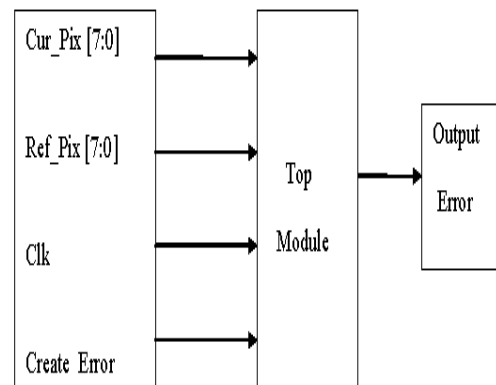 Cur_Pix [7:0]
Ref_Pix [7:0]
Clk
Create Error
Top
Module
Output
Error